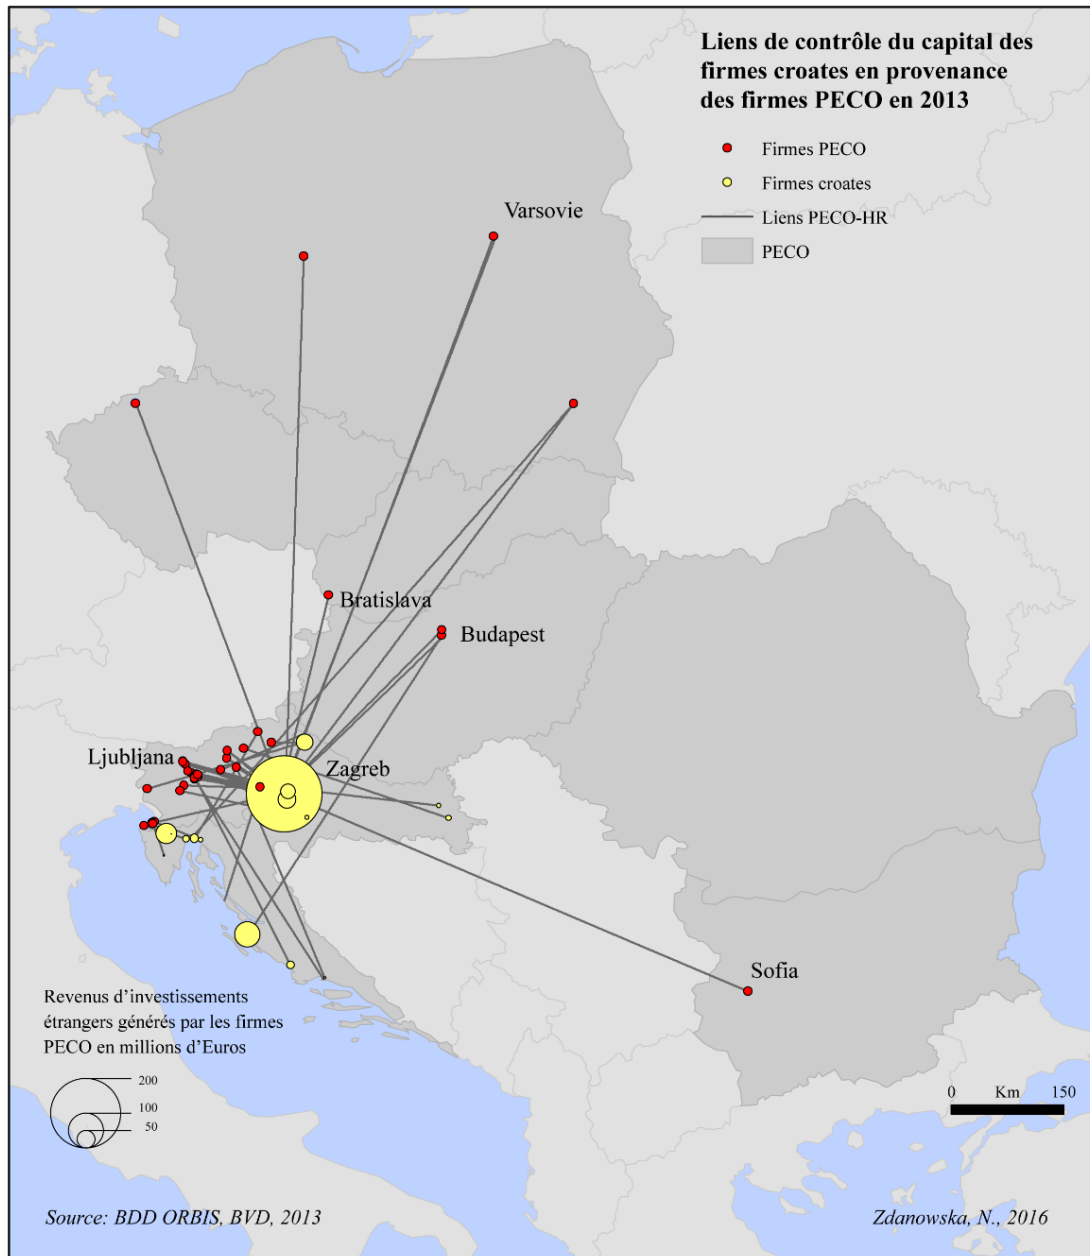 Liens de contrôle du capital des
firmes croates en provenance
des firmes PECO en 2013
Firmes PECO
Firmes croates
Liens PECO-HR
PECO
Varsovie
Bratislava
Budapest
Ljubljana
Zagreb
Sofia
Revenus d'investissements
étrangers générés par les firmes
PECO en millions d'Euros
200
100
50
0 Km 150
Source: BDD ORBIS, BVD, 2013
Zdanowska, N., 2016